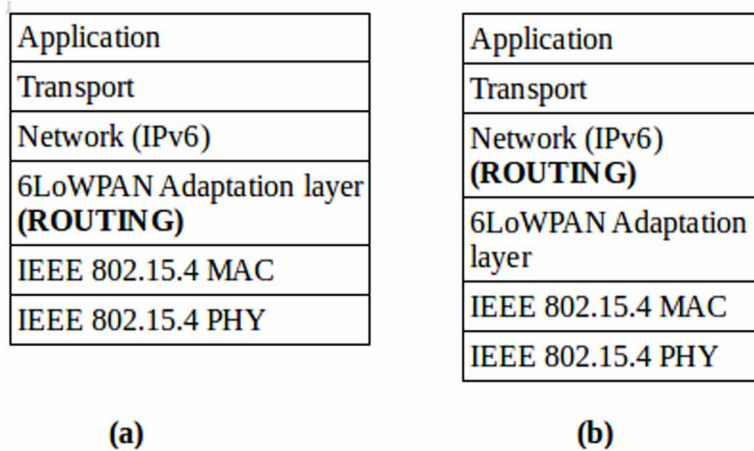 Application
Transport
Network (IPv6)
6LoWPAN Adaptation layer
(ROUTING)
IEEE 802.15.4 MAC
IEEE 802.15.4 PHY
(a)
Application
Transport
Network (IPv6)
(ROUTING)
6LoWPAN Adaptation
layer
IEEE 802.15.4 MAC
IEEE 802.15.4 PHY
(b)